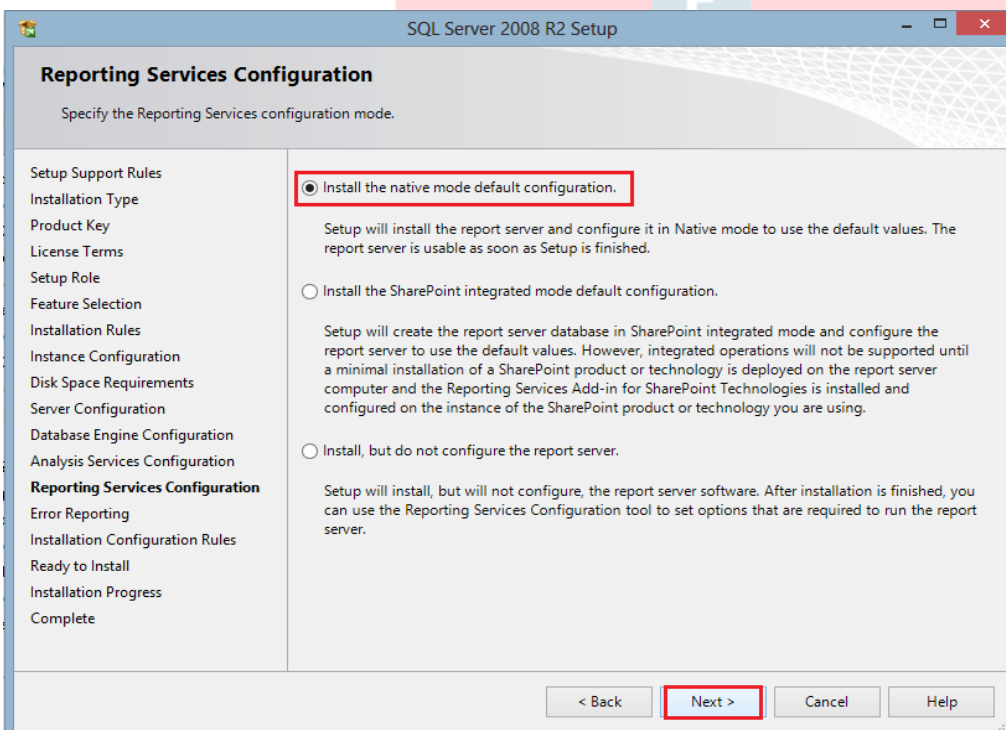 SQL Server 2008 R2 Setup
Reporting Services Configuration
Specify the Reporting Services configuration mode.
Setup Support Rules
Installation Type
Product Key
License Terms
Setup Role
Feature Selection
Installation Rules
Instance Configuration
Disk Space Requirements
Server Configuration
Database Engine Configuration
Analysis Services Configuration
Reporting Services Configuration
Error Reporting
Installation Configuration Rules
Ready to Install
Installation Progress
Complete
Install the native mode default configuration.
Setup will install the report server and configure it in Native mode to use the default values. The
report server is usable as soon as Setup is finished.
Install the SharePoint integrated mode default configuration.
Setup will create the report server database in SharePoint integrated mode and configure the
report server to use the default values. However, integrated operations will not be supported until
a minimal installation of a SharePoint product or technology is deployed on the report server
computer and the Reporting Services Add-in for SharePoint Technologies is installed and
configured on the instance of the SharePoint product or technology you are using.
Install, but do not configure the report server.
Setup will install, but will not configure, the report server software. After installation is finished, you
can use the Reporting Services Configuration tool to set options that are required to run the report
server.
< Back
Next >
Cancel
Help